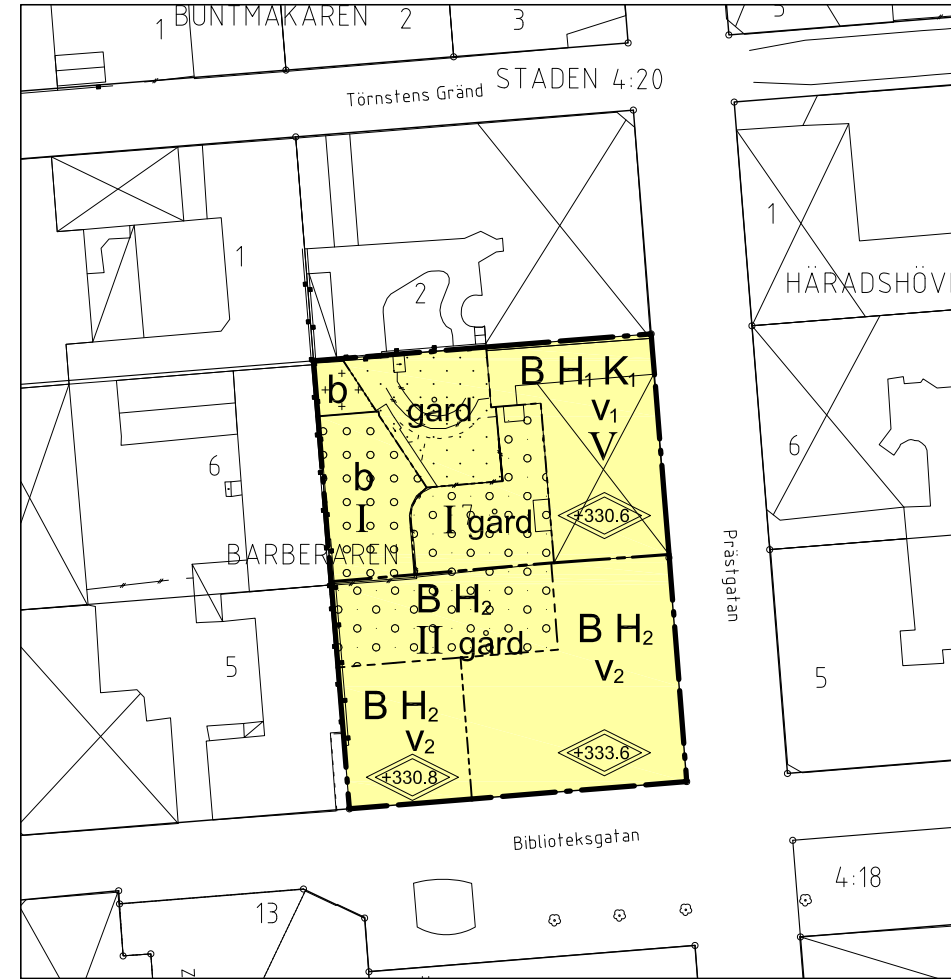 BUNTMAKAREN
1
2
3
Törnstens Gränd
STADEN 4:20
1
2
1
HÄRADSHÖV
b
gård
B H₁ K₁
v₁
V
+330.6
6
b
I
I gård
7
6
BARBERAREN
Prästgatan
B H₂
II gård
B H₂
v₂
5
5
B H₂
v₂
+330.8
+333.6
Biblioteksgatan
4:18
13